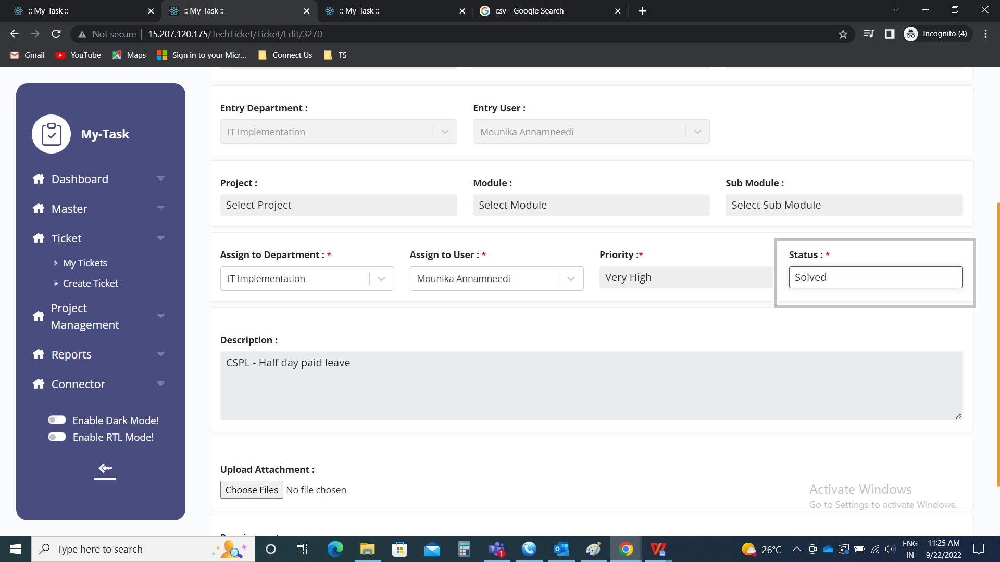 :: My-Task ::
:: My-Task ::
:: My-Task ::
csv - Google Search
Not secure
15.207.120.175/TechTicket/Ticket/Edit/3270
Incognito (4)
Gmail
YouTube
Maps
Sign in to your Micr...
Connect Us
TS
My-Task
Dashboard
Master
Ticket
My Tickets
Create Ticket
Project
Management
Reports
Connector
Enable Dark Mode!
Enable RTL Mode!
Entry Department :
Entry User :
IT Implementation
Mounika Annamneedi
Project :
Module :
Sub Module :
Select Project
Select Module
Select Sub Module
Assign to Department : *
Assign to User : *
Priority :*
Status : *
IT Implementation
Mounika Annamneedi
Very High
Solved
Description :
CSPL - Half day paid leave
Upload Attachment :
Choose Files No file chosen
Activate Windows
Go to Settings to activate Windows.
Type here to search
1
26°C
ENG
IN
11:25 AM
9/22/2022